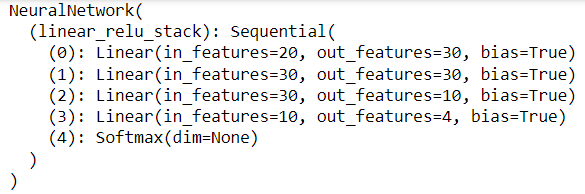 NeuralNetwork(
  (linear_relu_stack): Sequential(
    (0): Linear(in_features=20, out_features=30, bias=True)
    (1): Linear(in_features=30, out_features=30, bias=True)
    (2): Linear(in_features=30, out_features=10, bias=True)
    (3): Linear(in_features=10, out_features=4, bias=True)
    (4): Softmax(dim=None)
  )
)